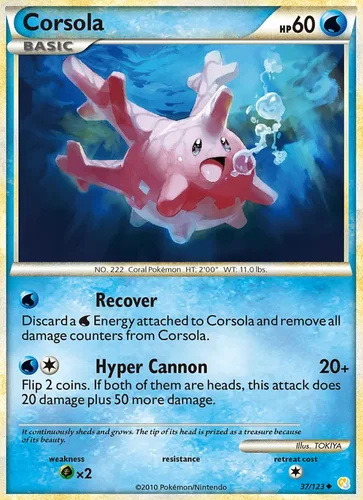 Corsola HP60
BASIC
NO. 222 Coral Pokémon HT: 2'00" WT: 11.0 lbs.
Recover
Discard a Energy attached to Corsola and remove all
damage counters from Corsola.
Hyper Cannon 20+
Flip 2 coins. If both of them are heads, this attack does
20 damage plus 50 more damage.
It continuously sheds and grows. The tip of its head is prized as a treasure because
of its beauty.
Illus. TOKIYA
weakness resistance retreat cost
×2
©2010 Pokémon/Nintendo 37/123